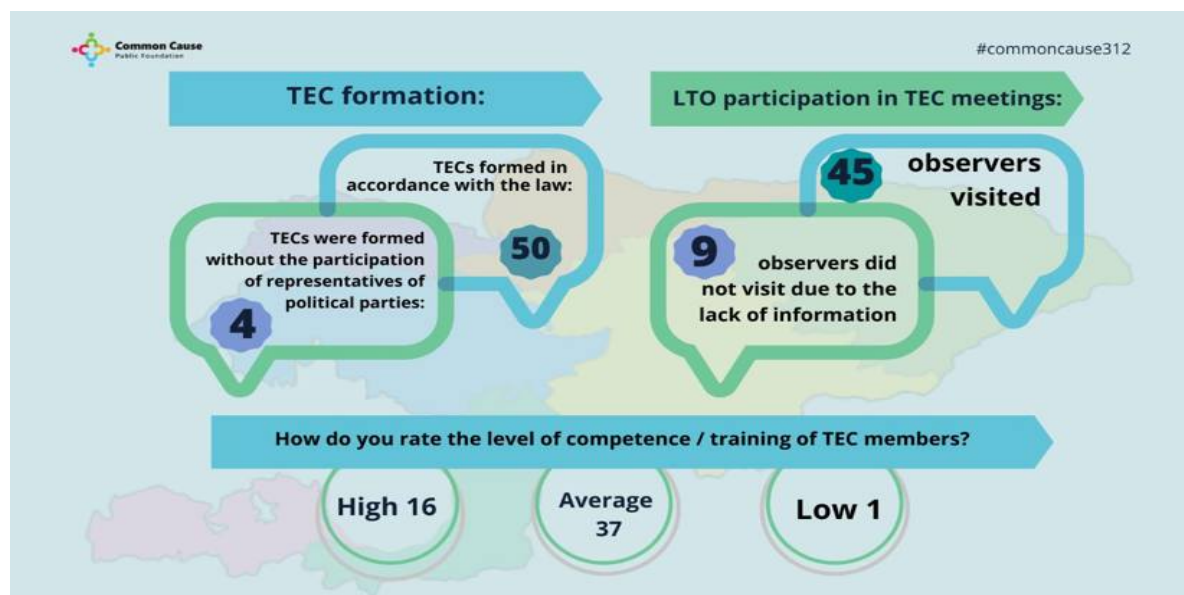 Common Cause
Public Foundation
#commoncause312
TEC formation:
TECs formed in
accordance with the law:
50
TECs were formed
without the participation
of representatives of
political parties:
4
LTO participation in TEC meetings:
45
observers
visited
9
observers did
not visit due to the
lack of information
How do you rate the level of competence / training of TEC members?
High 16
Average
37
Low 1